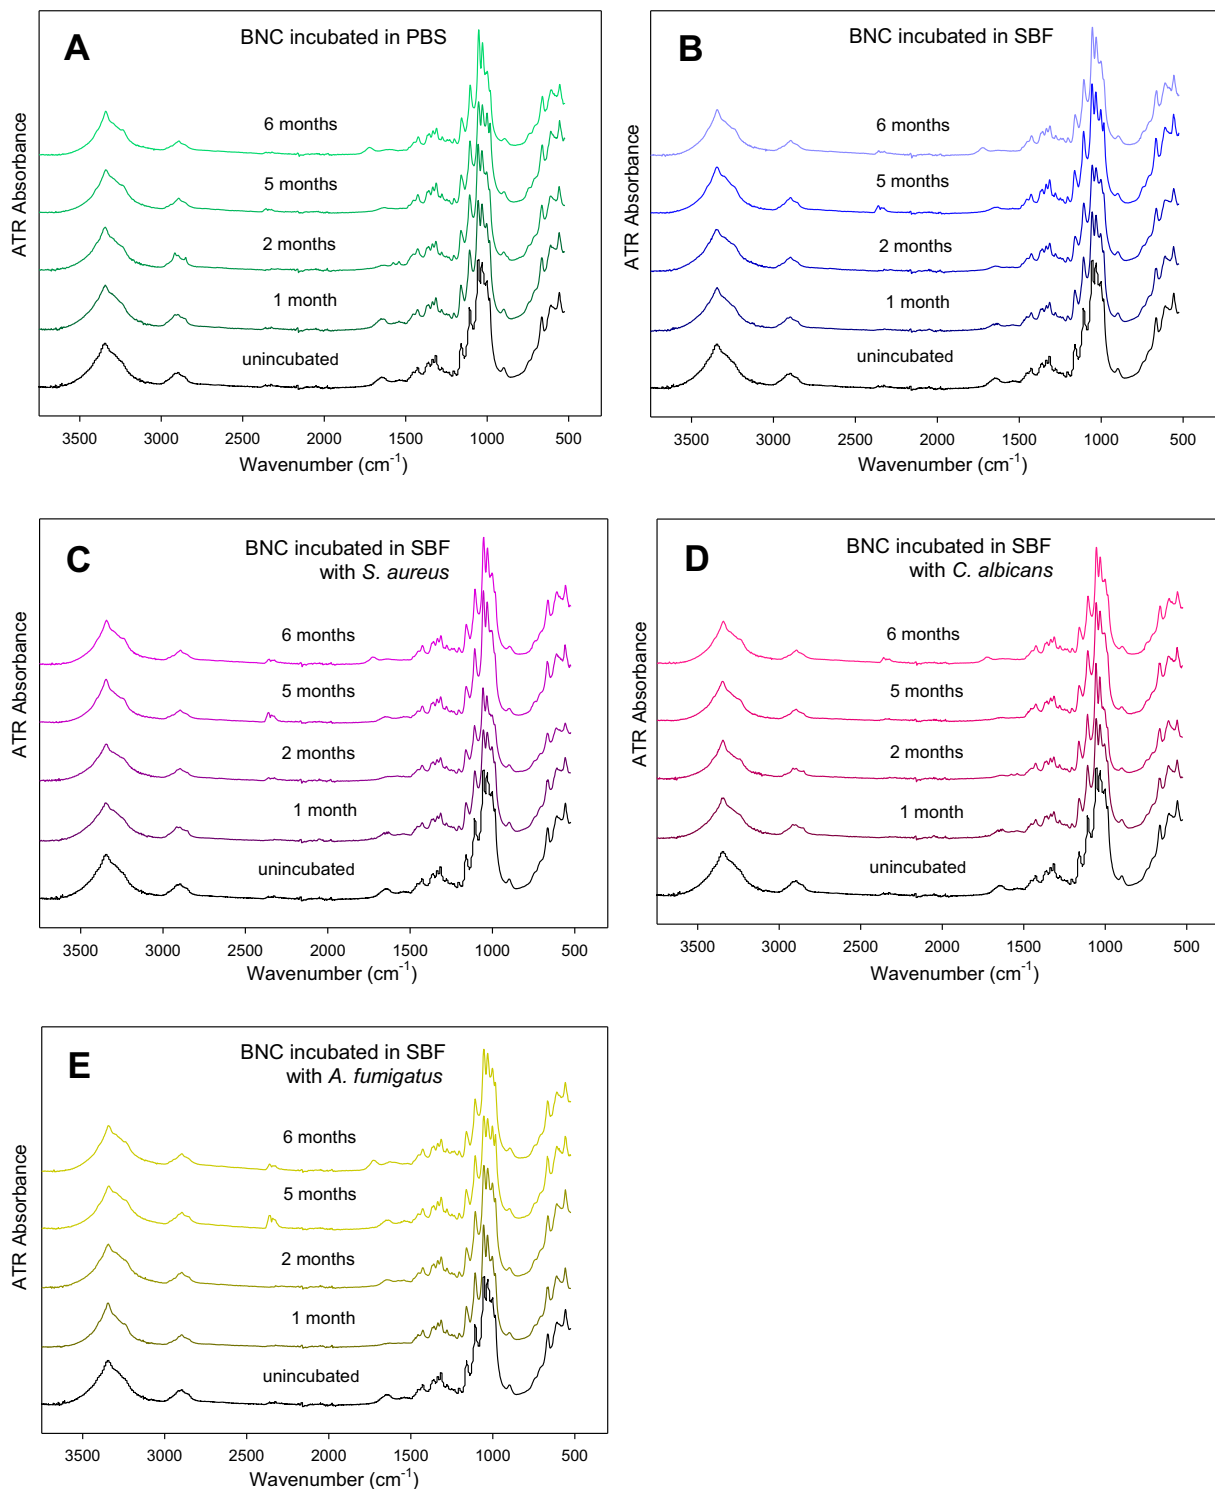 A
BNC incubated in PBS
ATR Absorbance
6 months
5 months
2 months
1 month
unincubated
3500 3000 2500 2000 1500 1000 500
Wavenumber (cm⁻¹)
B
BNC incubated in SBF
ATR Absorbance
6 months
5 months
2 months
1 month
unincubated
3500 3000 2500 2000 1500 1000 500
Wavenumber (cm⁻¹)
C
BNC incubated in SBF
with S. aureus
ATR Absorbance
6 months
5 months
2 months
1 month
unincubated
3500 3000 2500 2000 1500 1000 500
Wavenumber (cm⁻¹)
D
BNC incubated in SBF
with C. albicans
ATR Absorbance
6 months
5 months
2 months
1 month
unincubated
3500 3000 2500 2000 1500 1000 500
Wavenumber (cm⁻¹)
E
BNC incubated in SBF
with A. fumigatus
ATR Absorbance
6 months
5 months
2 months
1 month
unincubated
3500 3000 2500 2000 1500 1000 500
Wavenumber (cm⁻¹)